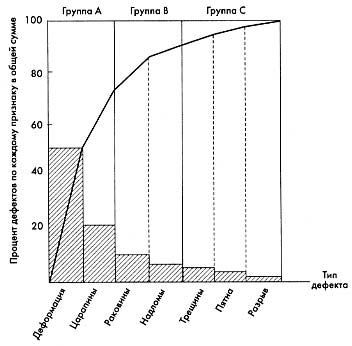 Группа А Группа В Группа С
Процент дефектов по каждому признаку в общей сумме
100
80
60
40
20
Тип
дефекта
Деформация
Царапины
Раковины
Надломы
Трещины
Пятна
Разрыв